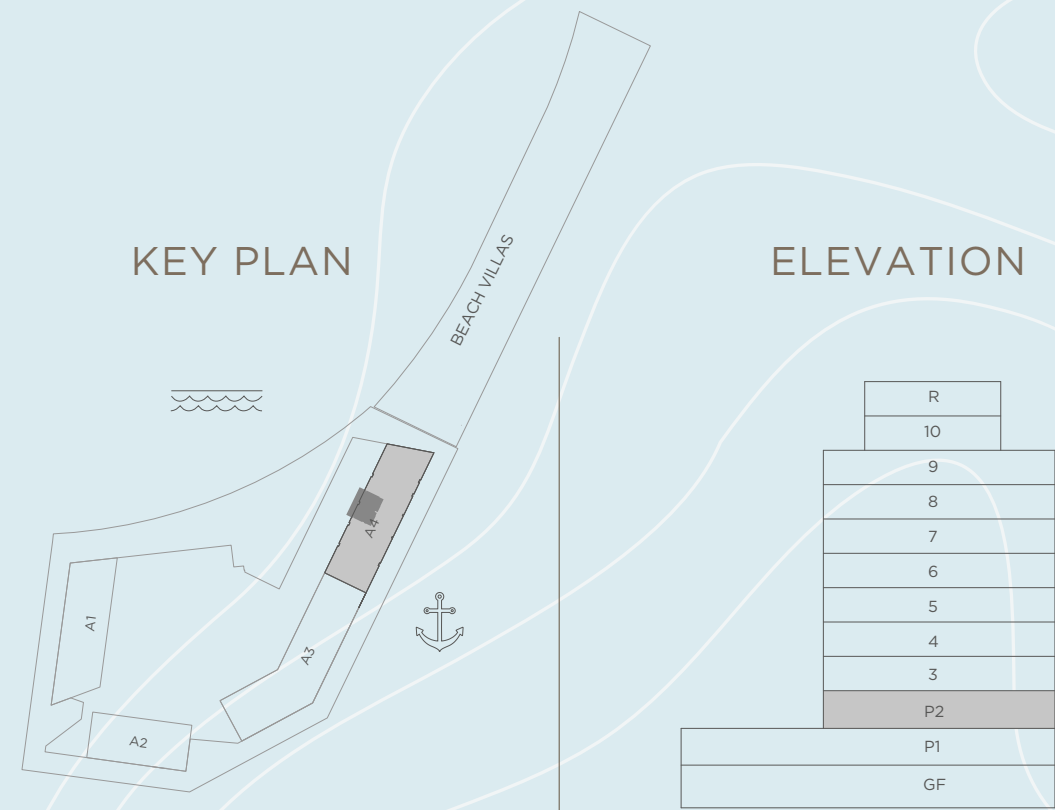 KEY PLAN
ELEVATION
BEACH VILLAS
A4
A3
A1
A2
R
10
9
8
7
6
5
4
3
P2
P1
GF